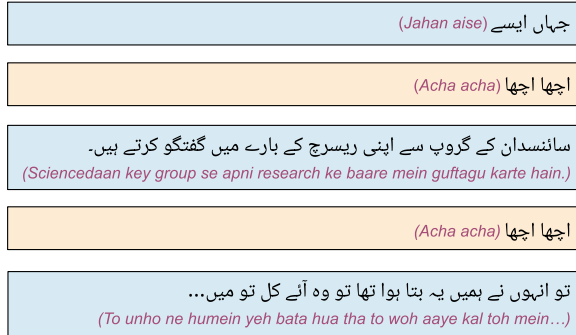 جہاں ایسے (Jahan aise)
اچھا اچھا (Acha acha)
سائنسدان کے گروپ سے اپنی ریسرچ کے بارے میں گفتگو کرتے ہیں۔
(Sciencedaan key group se apni research ke baare mein guftagu karte hain.)
اچھا اچھا (Acha acha)
تو انہوں نے ہمیں یہ بتا ہوا تھا تو وہ آئے کل تو میں...
(To unho ne humein yeh bata hua tha to woh aaye kal toh mein…)